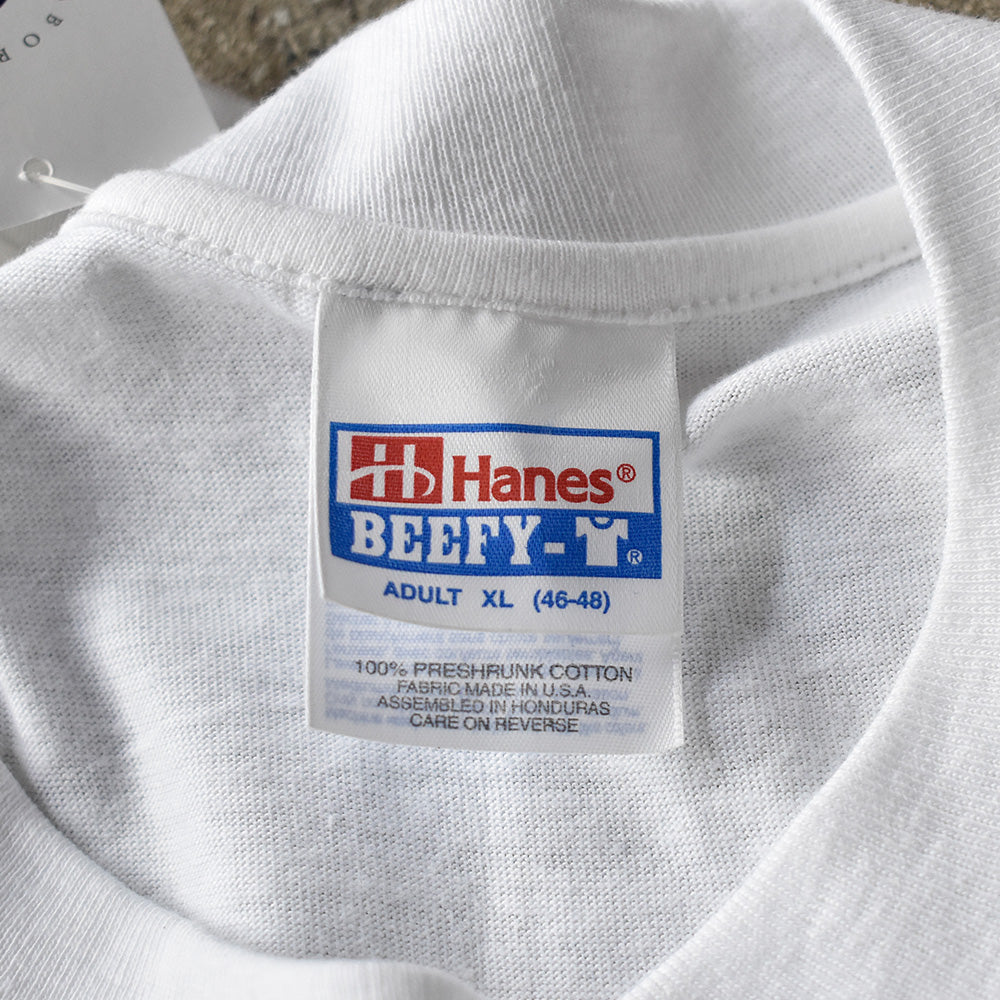 H Hanes®
BEEFY-T®
ADULT XL (46-48)
100% PRESHRUNK COTTON
FABRIC MADE IN U.S.A.
ASSEMBLED IN HONDURAS
CARE ON REVERSE